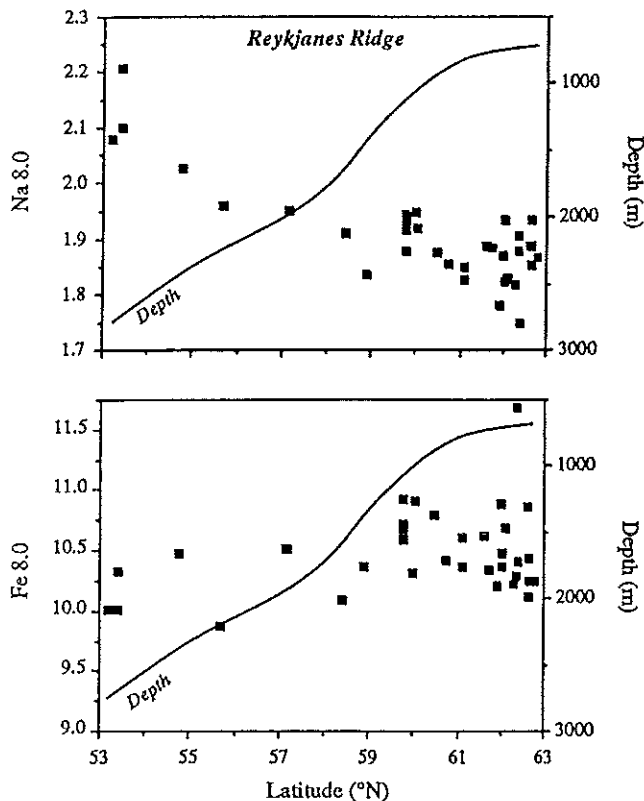 Reykjanes Ridge
Na 8.0
2.3
2.2
2.1
2.0
1.9
1.8
1.7
Depth
1000
2000
3000
Depth (m)
Fe 8.0
11.5
11.0
10.5
10.0
9.5
9.0
Depth
1000
2000
3000
Depth (m)
53 55 57 59 61 63
Latitude (°N)